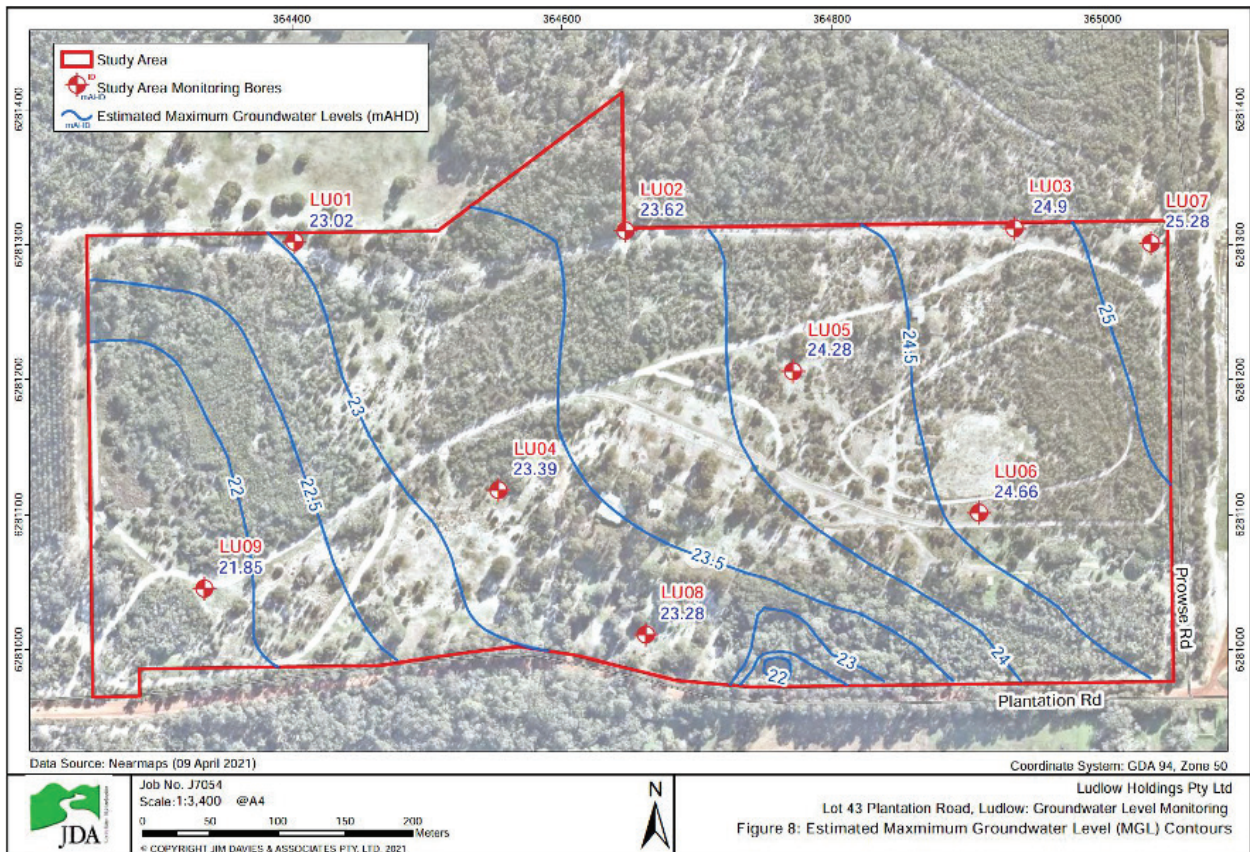 364400
364600
364800
365000
Study Area
ID
Study Area Monitoring Bores
mAHD
Estimated Maximum Groundwater Levels (mAHD)
mAHD
6281400
6281400
LU01
23.02
LU02
23.62
LU03
24.9
LU07
25.28
6281300
6281300
25
LU05
24.28
24.5
6281200
6281200
23
LU04
23.39
LU06
24.66
22
22.5
6281100
6281100
23.5
LU09
21.85
LU08
23.28
Prowse Rd
6281000
6281000
23
24
22
Plantation Rd
Data Source: Nearmaps (09 April 2021)
Coordinate System: GDA 94, Zone 50
JDA
Job No. J7054
Scale:1:3,400 @A4
0 50 100 150 200
Meters
© COPYRIGHT JIM DAVIES & ASSOCIATES PTY. LTD. 2021
N
Ludlow Holdings Pty Ltd
Lot 43 Plantation Road, Ludlow: Groundwater Level Monitoring
Figure 8: Estimated Maxmimum Groundwater Level (MGL) Contours